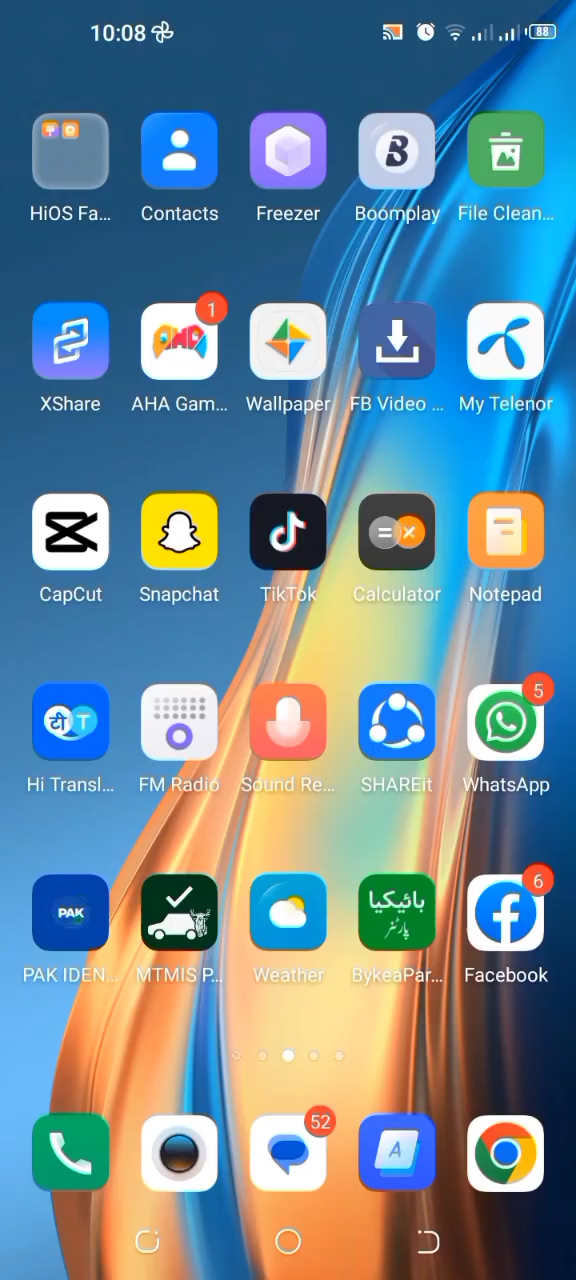 10:08
88
HiOS Fa...
Contacts
Freezer
B
Boomplay
File Clean...
XShare
1
AHA
AHA Gam...
Wallpaper
FB Video ...
My Telenor
CapCut
Snapchat
TikTok
=
×
Calculator
Notepad
टी T
Hi Transl...
FM Radio
Sound Re...
SHAREit
5
WhatsApp
PAK
PAK IDEN...
MTMIS P...
Weather
بائیکیا
پارٹنر
BykeaPar...
6
Facebook
52
A